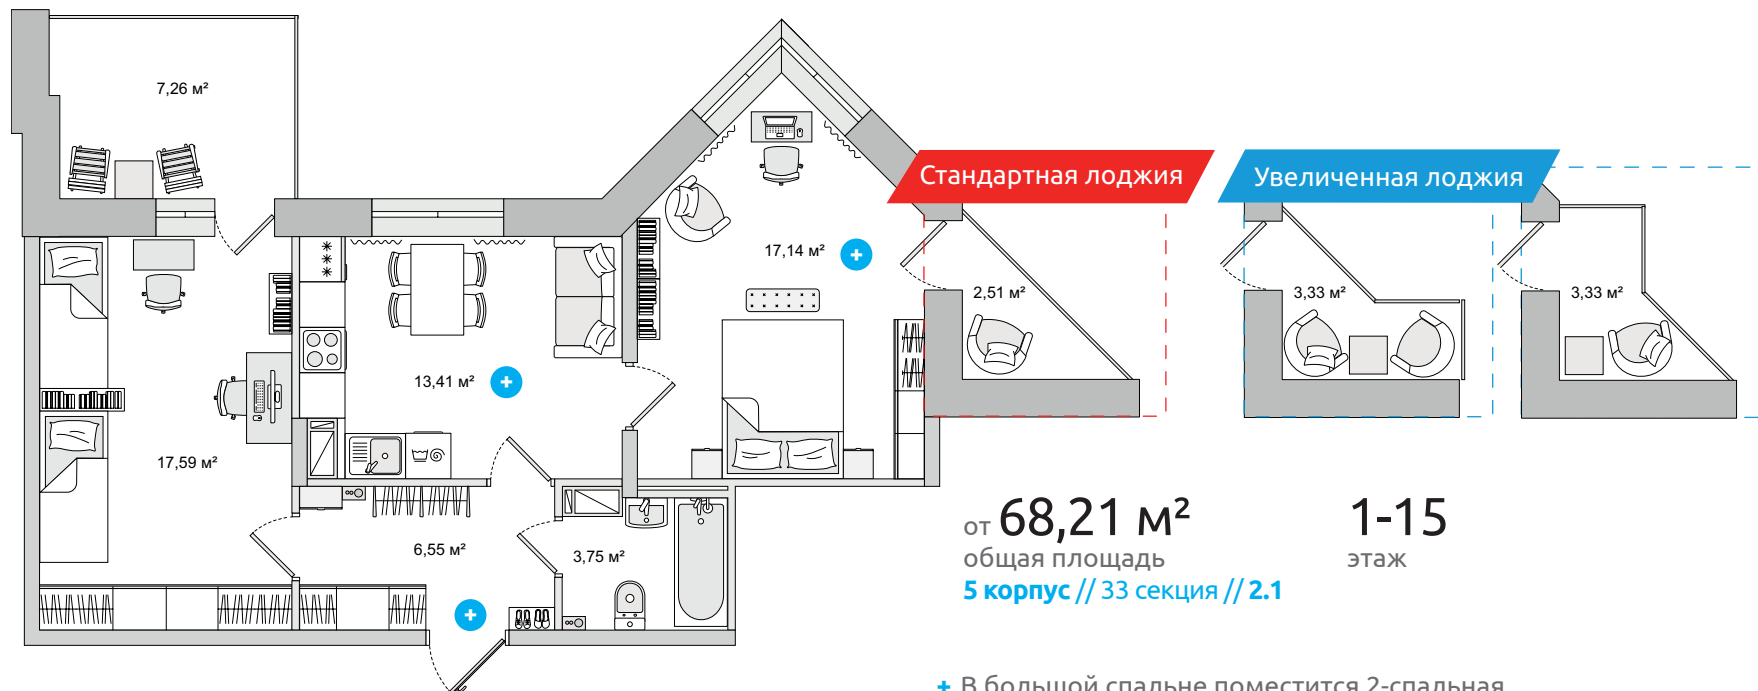 7,26 м²
Стандартная лоджия
Увеличенная лоджия
17,14 м²
2,51 м²
3,33 м²
3,33 м²
13,41 м²
17,59 м²
6,55 м²
3,75 м²
от 68,21 м²
общая площадь
5 корпус // 33 секция // 2.1
1-15
этаж
+ В большой спальне поместится 2-спальная